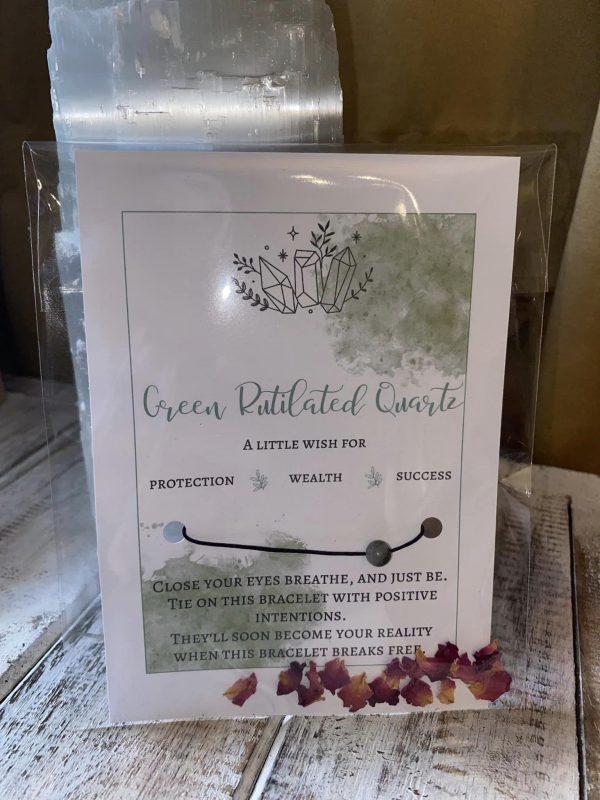 Green Rutilated Quartz
A little wish for
protection wealth success
Close your eyes breathe, and just be.
Tie on this bracelet with positive
intentions.
They'll soon become your reality
when this bracelet breaks free.